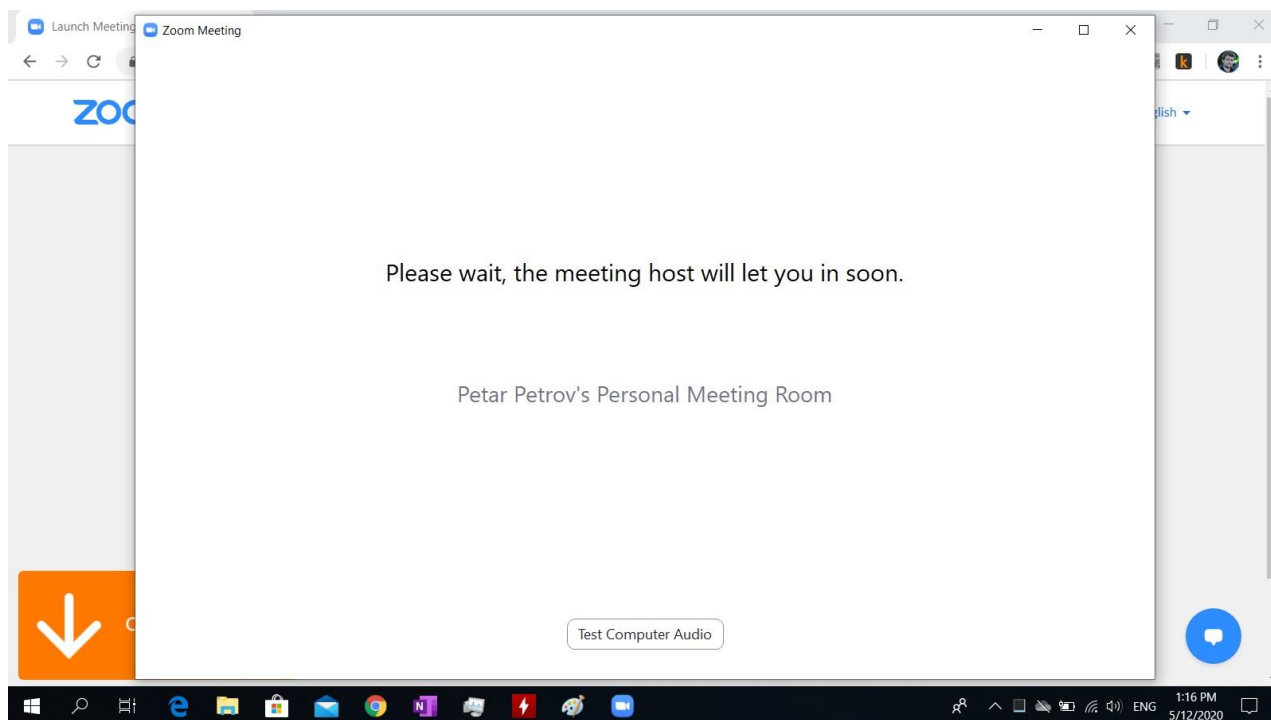 Launch Meeting
Zoom Meeting
k
ZOO
glish
Please wait, the meeting host will let you in soon.
Petar Petrov's Personal Meeting Room
C
Test Computer Audio
N
ENG
1:16 PM
5/12/2020